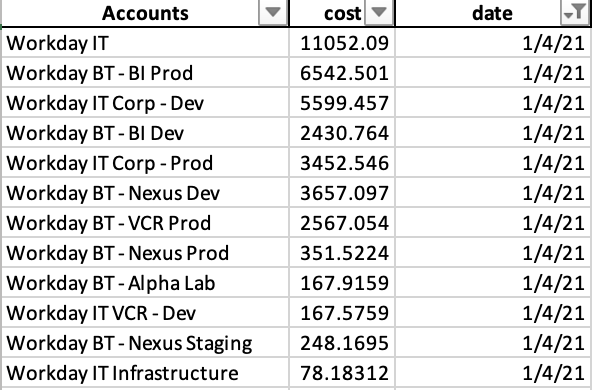 Accounts cost date
Workday IT 11052.09 1/4/21
Workday BT - BI Prod 6542.501 1/4/21
Workday IT Corp - Dev 5599.457 1/4/21
Workday BT - BI Dev 2430.764 1/4/21
Workday IT Corp - Prod 3452.546 1/4/21
Workday BT - Nexus Dev 3657.097 1/4/21
Workday BT - VCR Prod 2567.054 1/4/21
Workday BT - Nexus Prod 351.5224 1/4/21
Workday BT - Alpha Lab 167.9159 1/4/21
Workday IT VCR - Dev 167.5759 1/4/21
Workday BT - Nexus Staging 248.1695 1/4/21
Workday IT Infrastructure 78.18312 1/4/21